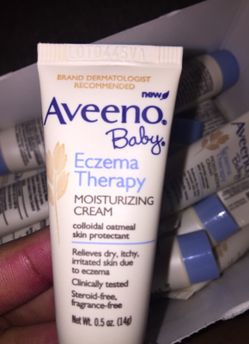 BRAND DERMATOLOGIST
RECOMMENDED
new
Aveeno.
Baby.
Eczema
Therapy
MOISTURIZING
CREAM
colloidal oatmeal
skin protectant
Relieves dry, itchy,
irritated skin due
to eczema
Clinically tested
Steroid-free,
fragrance-free
Net Wt. 0.5 oz. (14g)